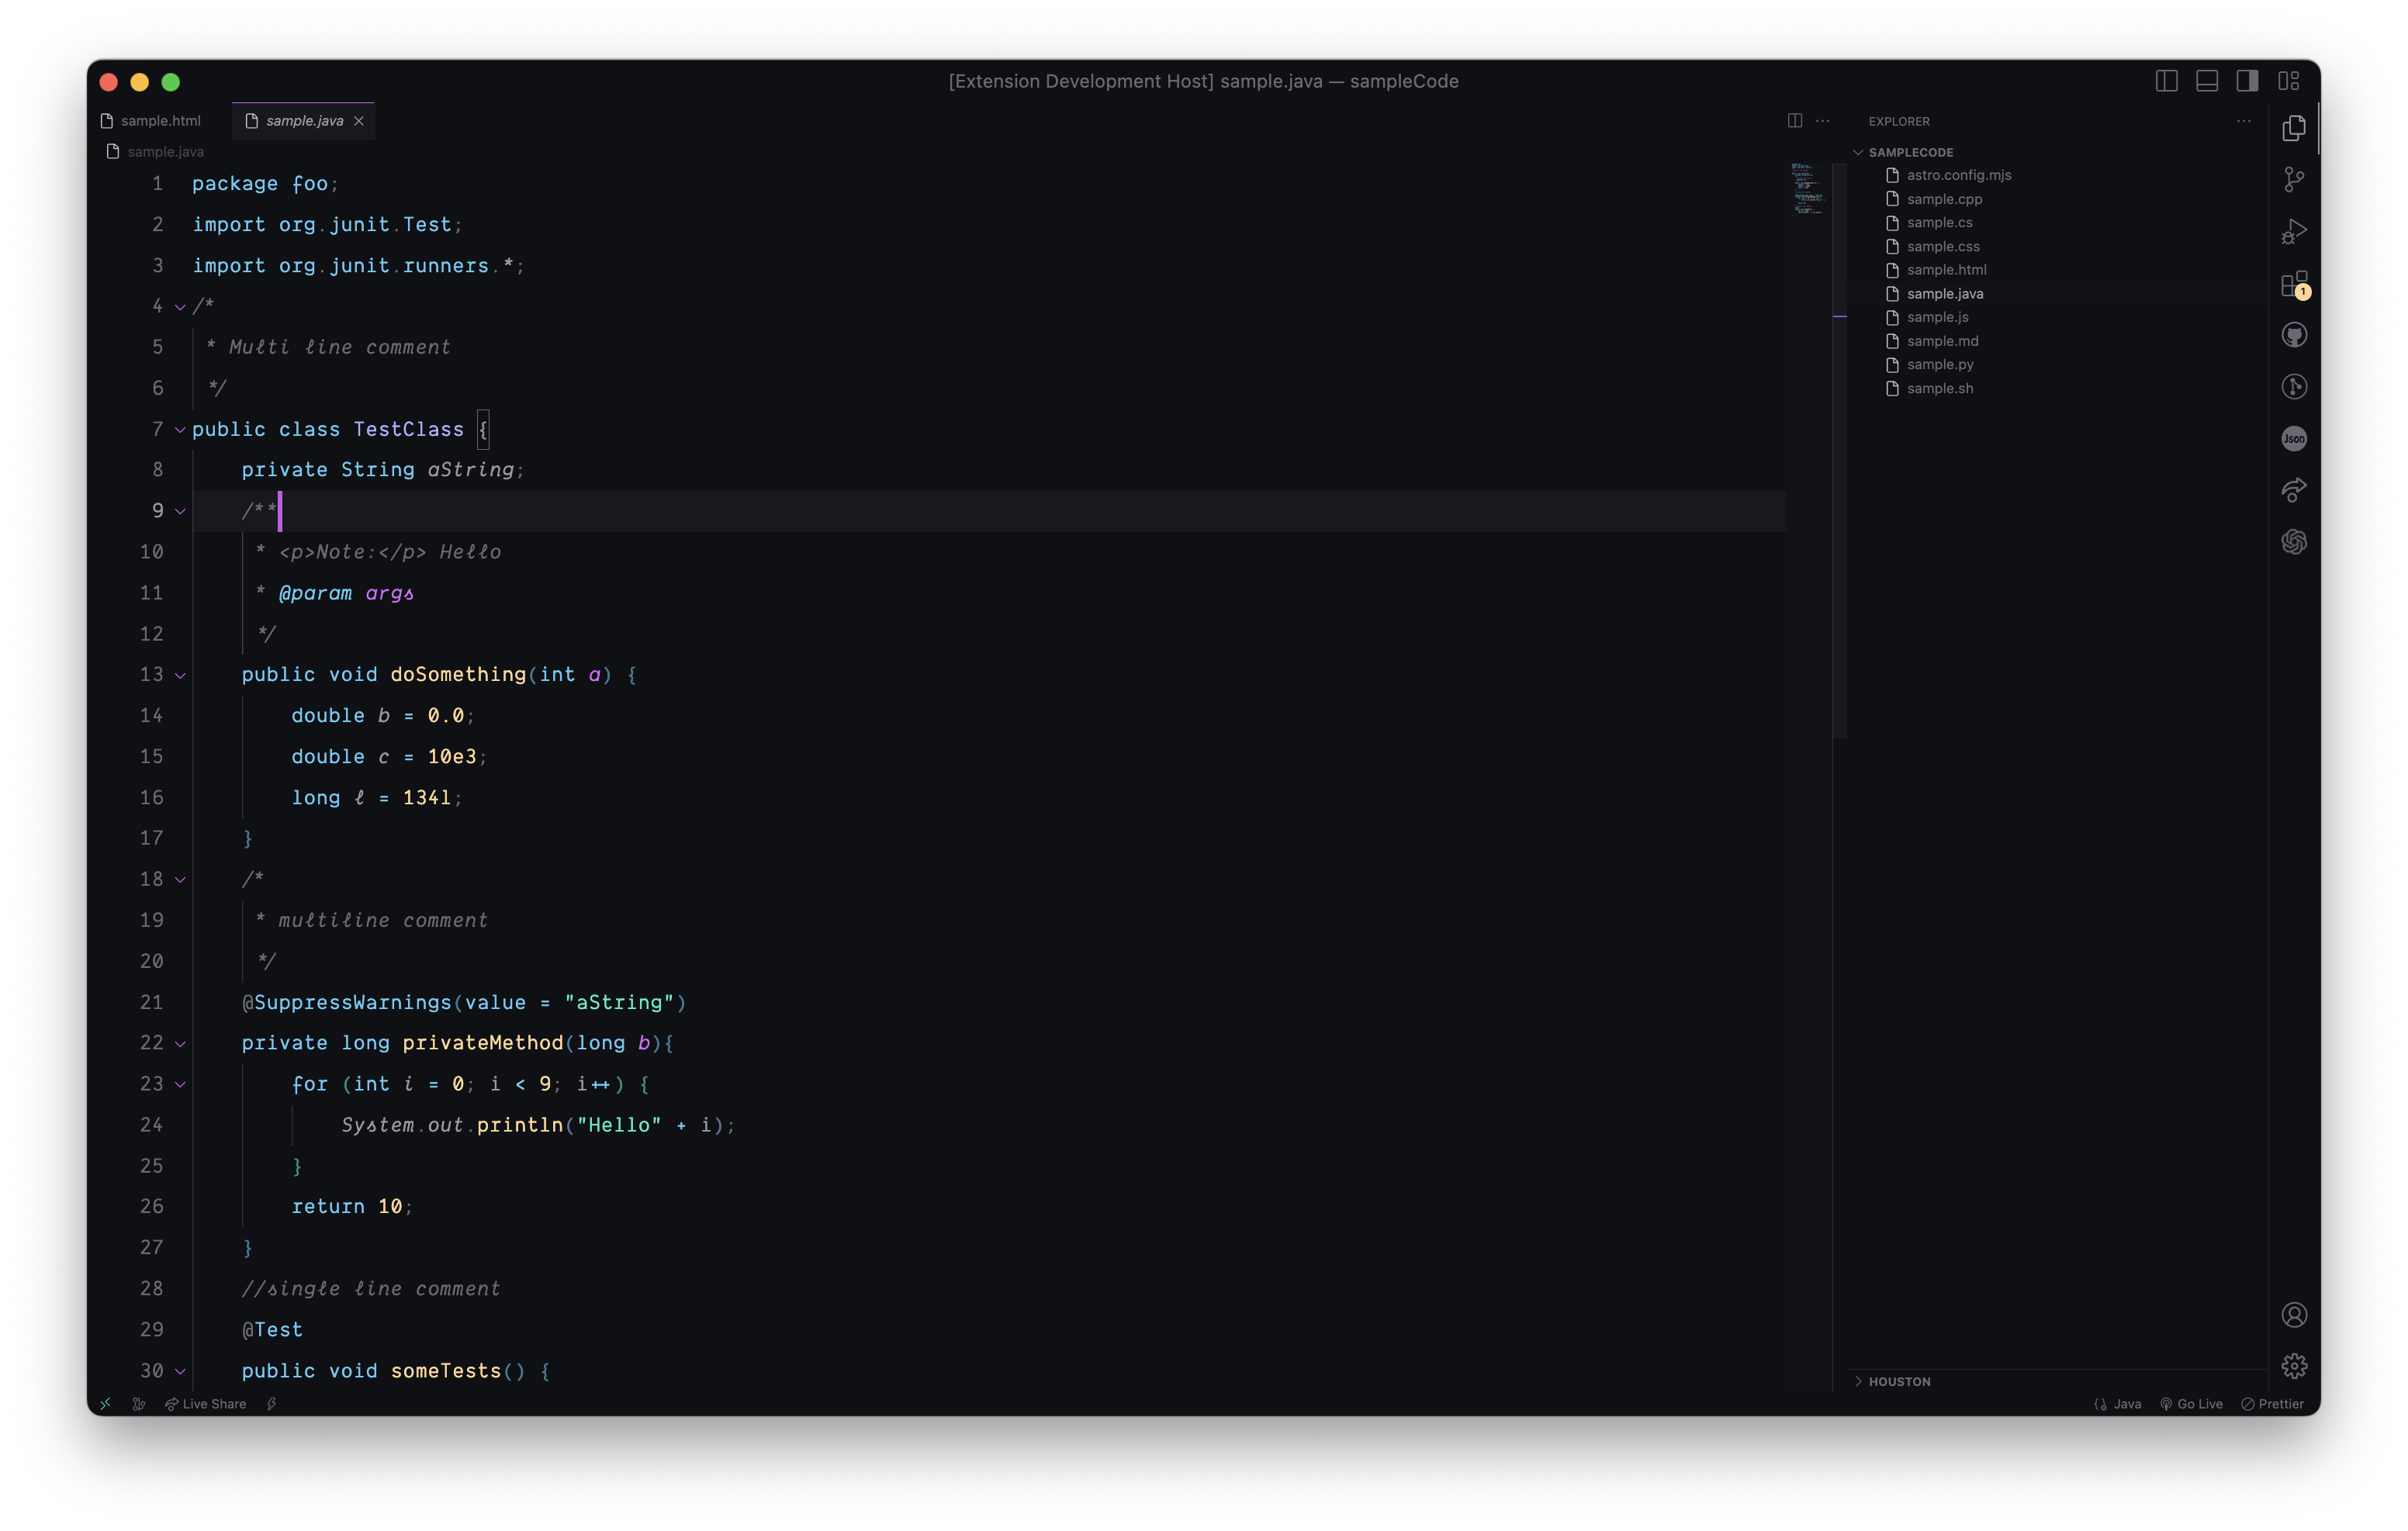 [Extension Development Host] sample.java — sampleCode
sample.html
sample.java
sample.java
1 package foo;
2 import org.junit.Test;
3 import org.junit.runners.*;
4 /*
5  * Multi line comment
6  */
7 public class TestClass {
8     private String aString;
9     /**
10      * <p>Note:</p> Hello
11      * @param args
12      */
13     public void doSomething(int a) {
14         double b = 0.0;
15         double c = 10e3;
16         long l = 134l;
17     }
18     /*
19      * multiline comment
20      */
21     @SuppressWarnings(value = "aString")
22     private long privateMethod(long b){
23         for (int i = 0; i < 9; i++) {
24             System.out.println("Hello" + i);
25         }
26         return 10;
27     }
28     //single line comment
29     @Test
30     public void someTests() {
EXPLORER
SAMPLECODE
astro.config.mjs
sample.cpp
sample.cs
sample.css
sample.html
sample.java
sample.js
sample.md
sample.py
sample.sh
HOUSTON
1
Json
Live Share
Java
Go Live
Prettier